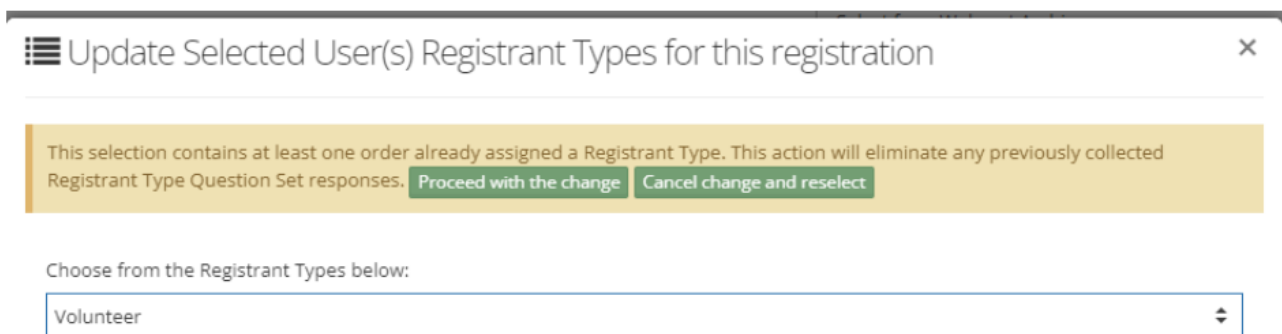 Update Selected User(s) Registrant Types for this registration ×
This selection contains at least one order already assigned a Registrant Type. This action will eliminate any previously collected
Registrant Type Question Set responses. Proceed with the change Cancel change and reselect
Choose from the Registrant Types below:
Volunteer